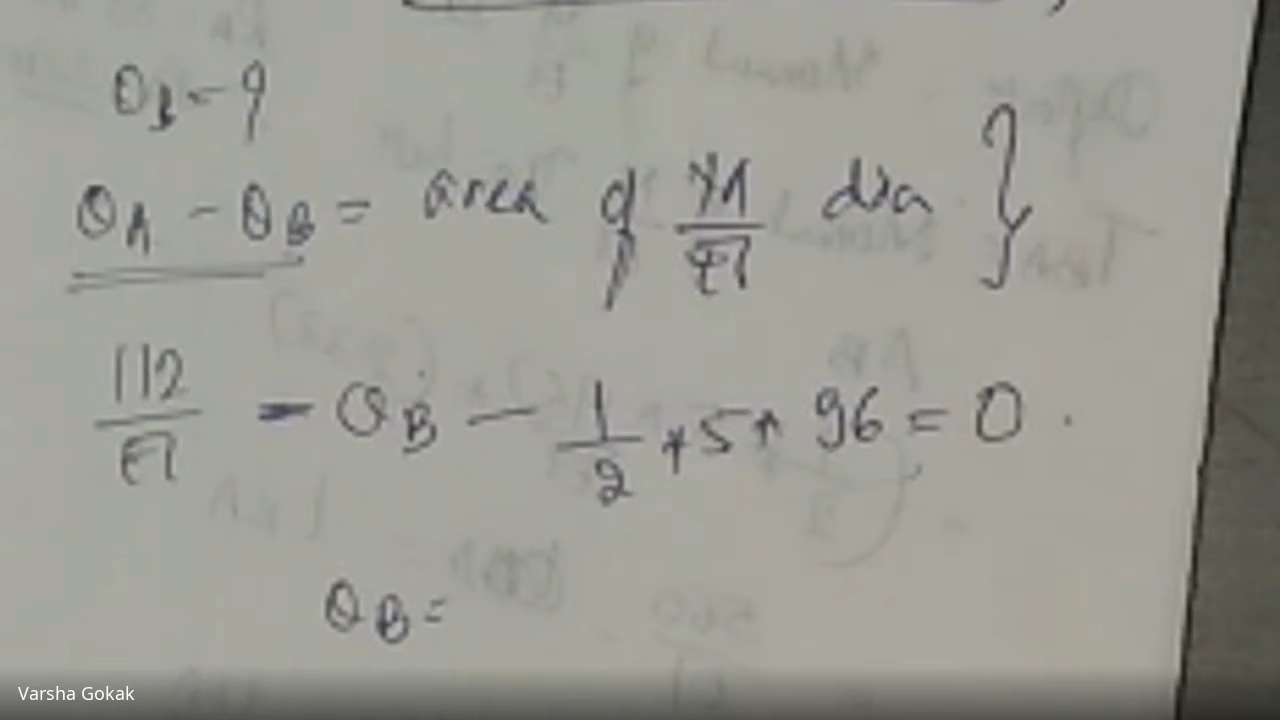 θB = ?
θA - θB = area of M/EI dia }
112/EI - θB - 1/2 * 5 * 96 = 0.
θB =
Varsha Gokak